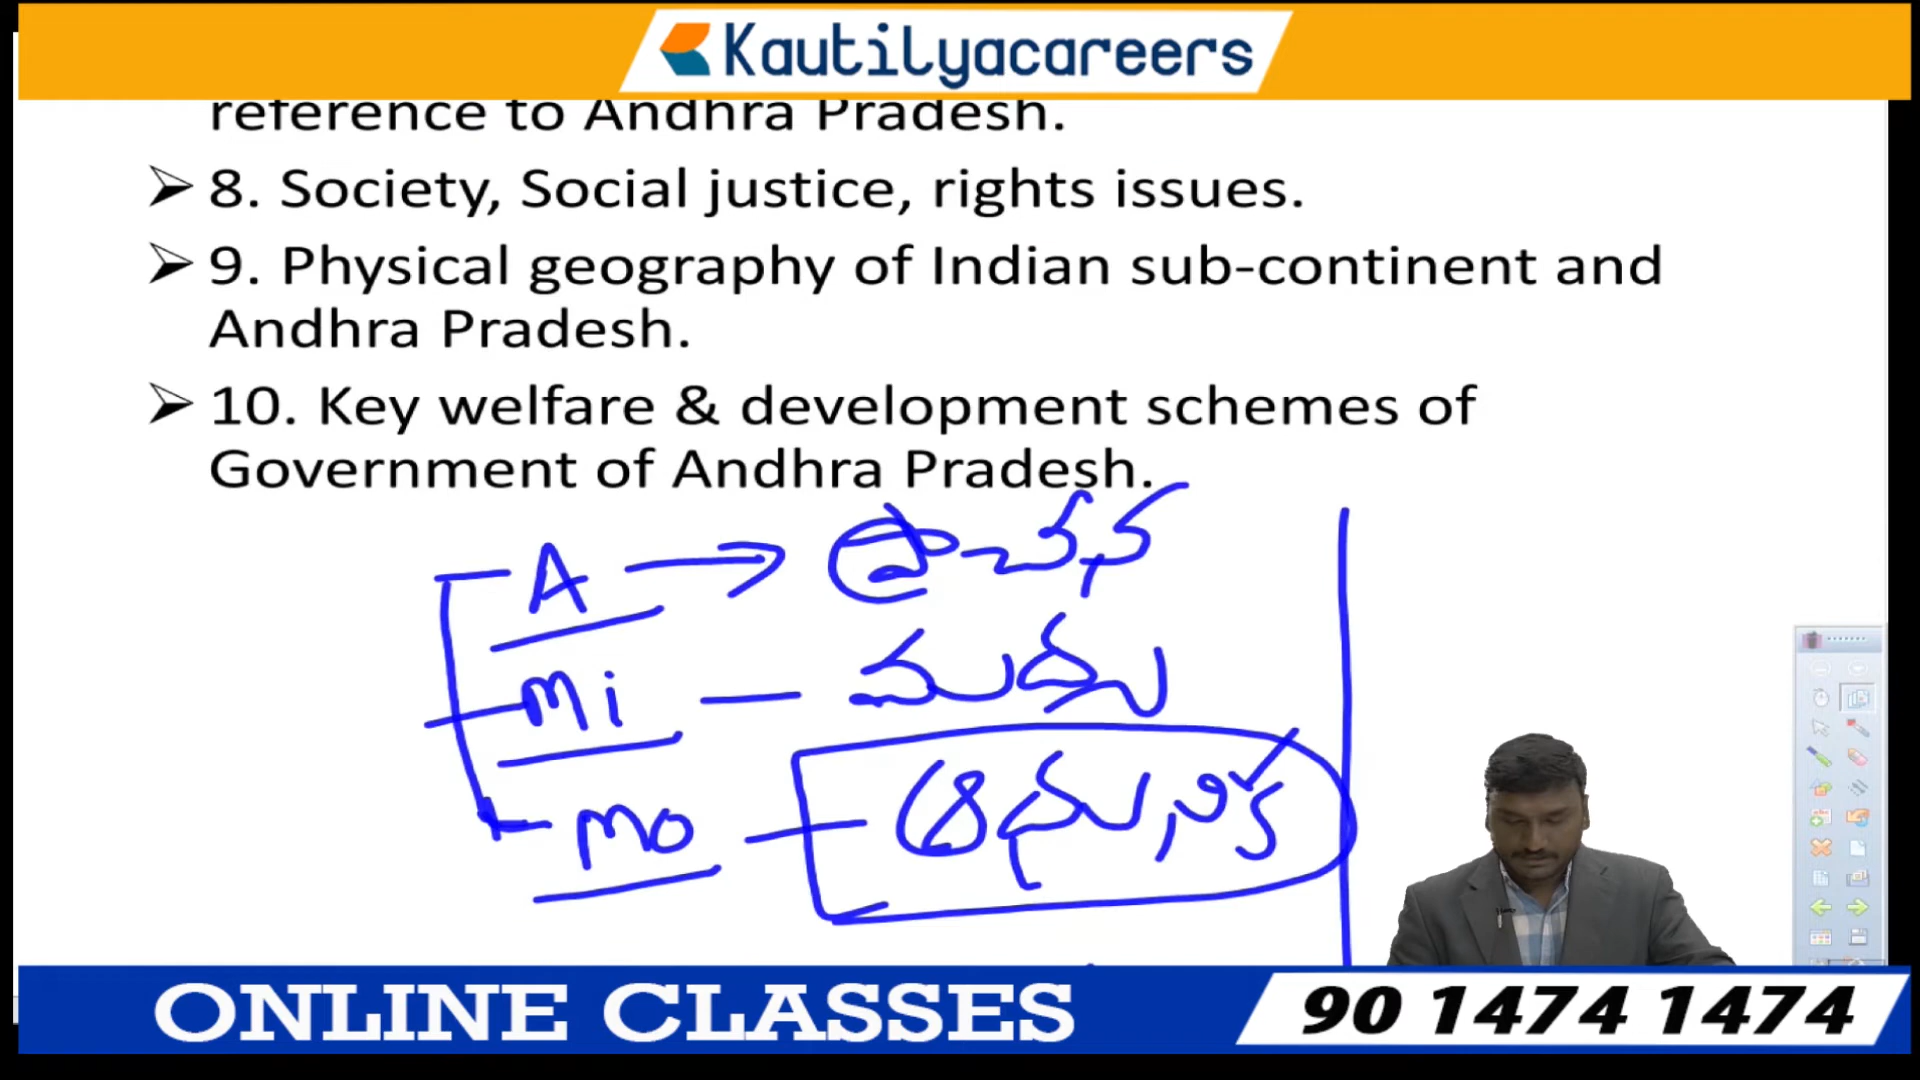 Kautilyacareers
reference to Andhra Pradesh.
➢ 8. Society, Social justice, rights issues.
➢ 9. Physical geography of Indian sub-continent and
Andhra Pradesh.
➢ 10. Key welfare & development schemes of
Government of Andhra Pradesh.
A
Mi
Mo
ONLINE CLASSES
90 1474 1474